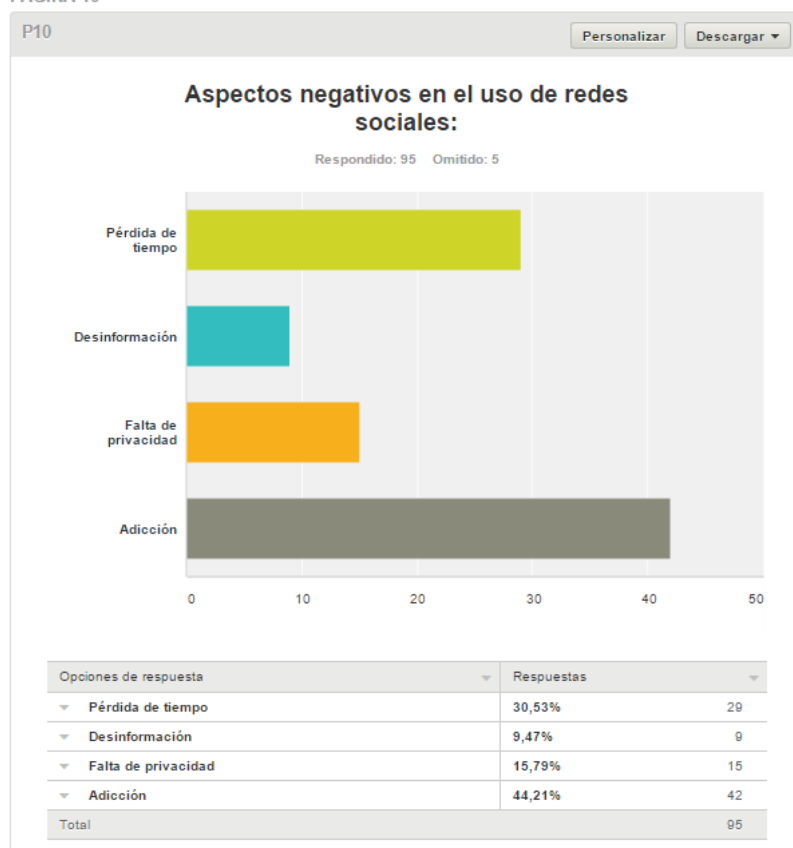 P10
Personalizar Descargar
Aspectos negativos en el uso de redes
sociales:
Respondido: 95 Omitido: 5
Pérdida de
tiempo
Desinformación
Falta de
privacidad
Adicción
0 10 20 30 40 50
Opciones de respuesta Respuestas
Pérdida de tiempo 30,53% 29
Desinformación 9,47% 9
Falta de privacidad 15,79% 15
Adicción 44,21% 42
Total 95